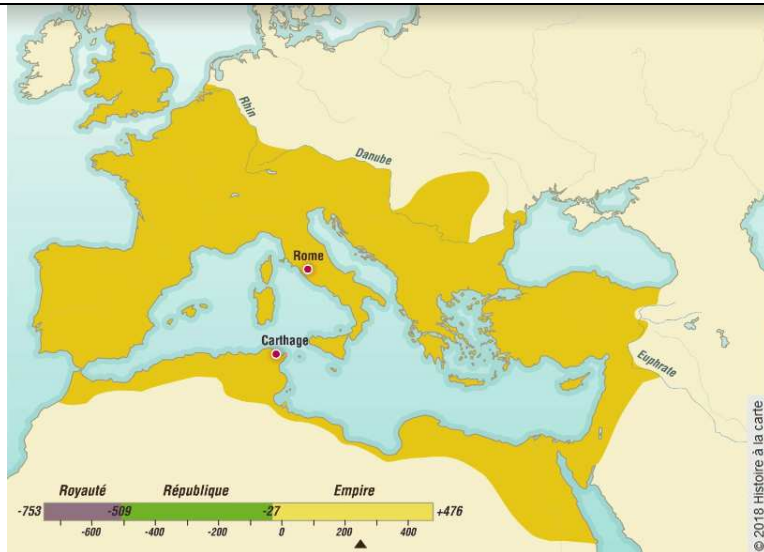 Rhin
Danube
Rome
Carthage
Euphrate
Royauté République Empire
-753 -509 -27 +476
-600 -400 -200 0 200 400
© 2018 Histoire à la carte